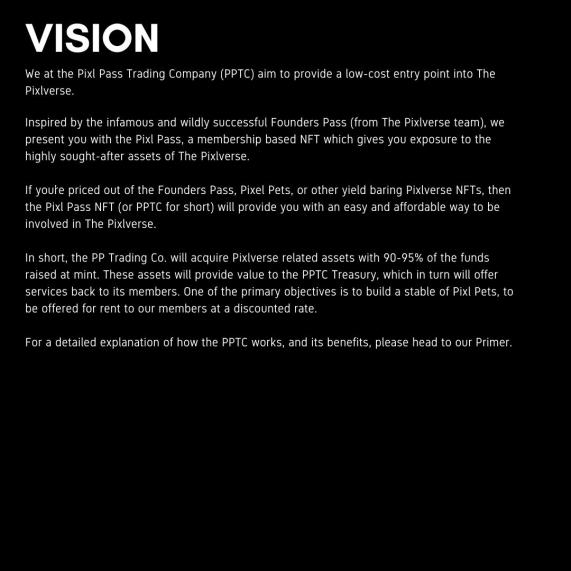 VISION
We at the Pixl Pass Trading Company (PPTC) aim to provide a low-cost entry point into The
Pixlverse.
Inspired by the infamous and wildly successful Founders Pass (from The Pixlverse team), we
present you with the Pixl Pass, a membership based NFT which gives you exposure to the
highly sought-after assets of The Pixlverse.
If you're priced out of the Founders Pass, Pixel Pets, or other yield baring Pixlverse NFTs, then
the Pixl Pass NFT (or PPTC for short) will provide you with an easy and affordable way to be
involved in The Pixlverse.
In short, the PP Trading Co. will acquire Pixlverse related assets with 90-95% of the funds
raised at mint. These assets will provide value to the PPTC Treasury, which in turn will offer
services back to its members. One of the primary objectives is to build a stable of Pixl Pets, to
be offered for rent to our members at a discounted rate.
For a detailed explanation of how the PPTC works, and its benefits, please head to our Primer.